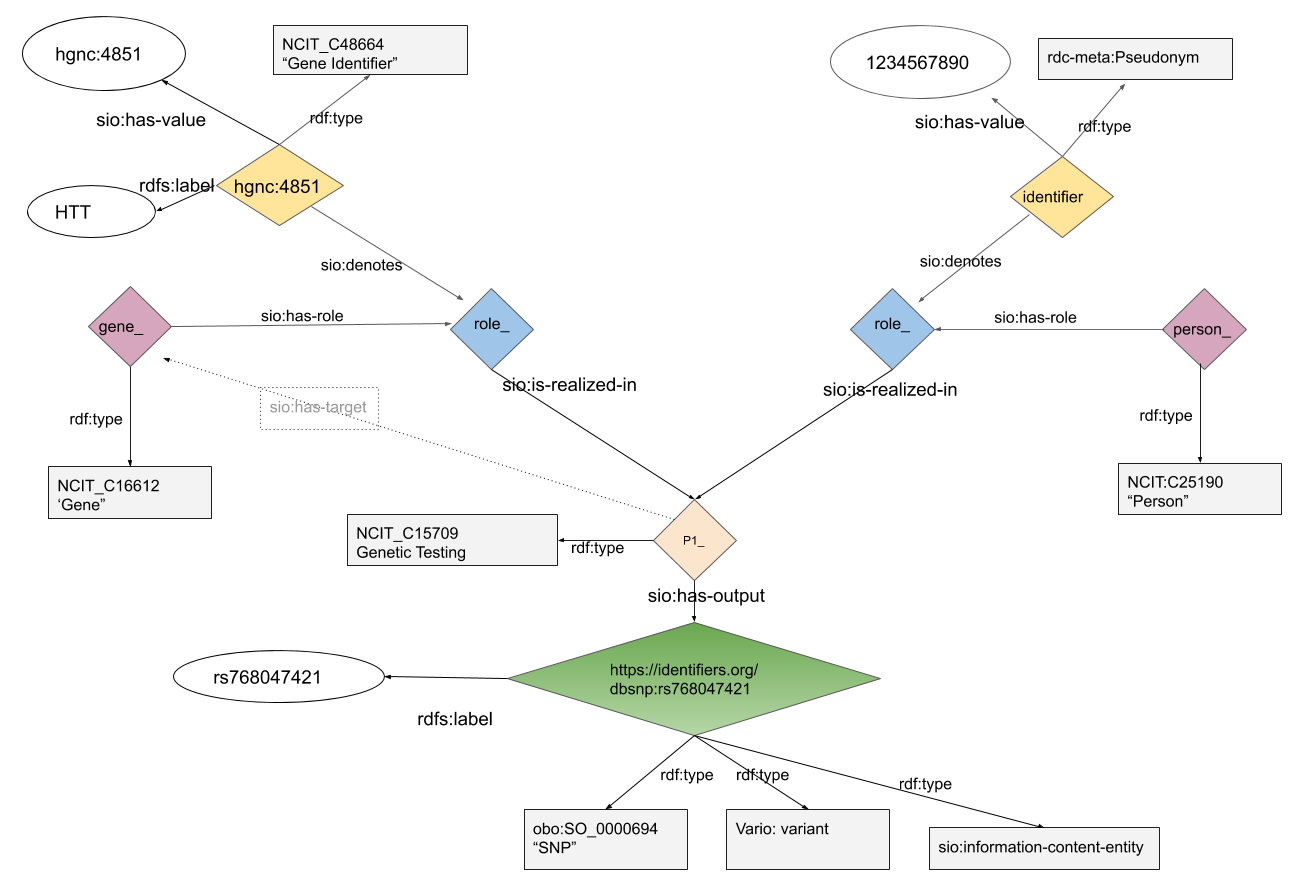 hgnc:4851
NCIT_C48664
“Gene Identifier”
1234567890
rdc-meta:Pseudonym
sio:has-value
rdf:type
sio:has-value
rdf:type
rdfs:label
hgnc:4851
HTT
identifier
sio:denotes
sio:denotes
gene_
sio:has-role
role_
role_
sio:has-role
person_
sio:is-realized-in
sio:is-realized-in
sio:has-target
rdf:type
rdf:type
NCIT_C16612
‘Gene”
NCIT:C25190
“Person”
NCIT_C15709
Genetic Testing
rdf:type
P1_
sio:has-output
rs768047421
https://identifiers.org/
dbsnp:rs768047421
rdfs:label
rdf:type
rdf:type
rdf:type
obo:SO_0000694
“SNP”
Vario: variant
sio:information-content-entity